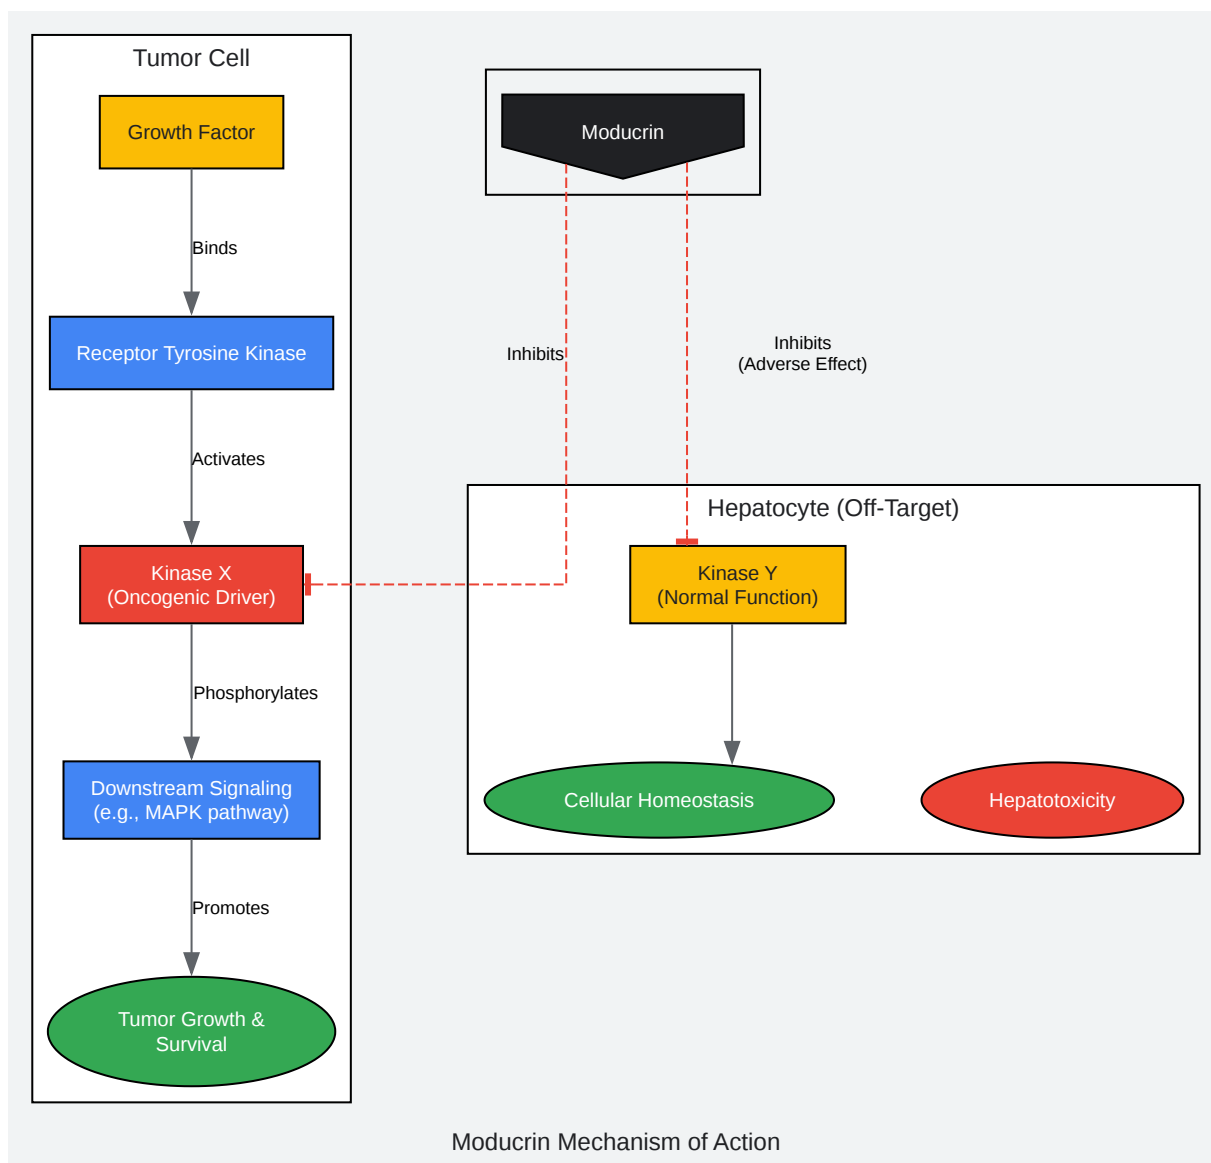 Tumor Cell
Growth Factor
Binds
Receptor Tyrosine Kinase
Activates
Kinase X
(Oncogenic Driver)
Phosphorylates
Downstream Signaling
(e.g., MAPK pathway)
Promotes
Tumor Growth &
Survival
Moducrin
Inhibits
Inhibits
(Adverse Effect)
Hepatocyte (Off-Target)
Kinase Y
(Normal Function)
Cellular Homeostasis
Hepatotoxicity
Moducrin Mechanism of Action